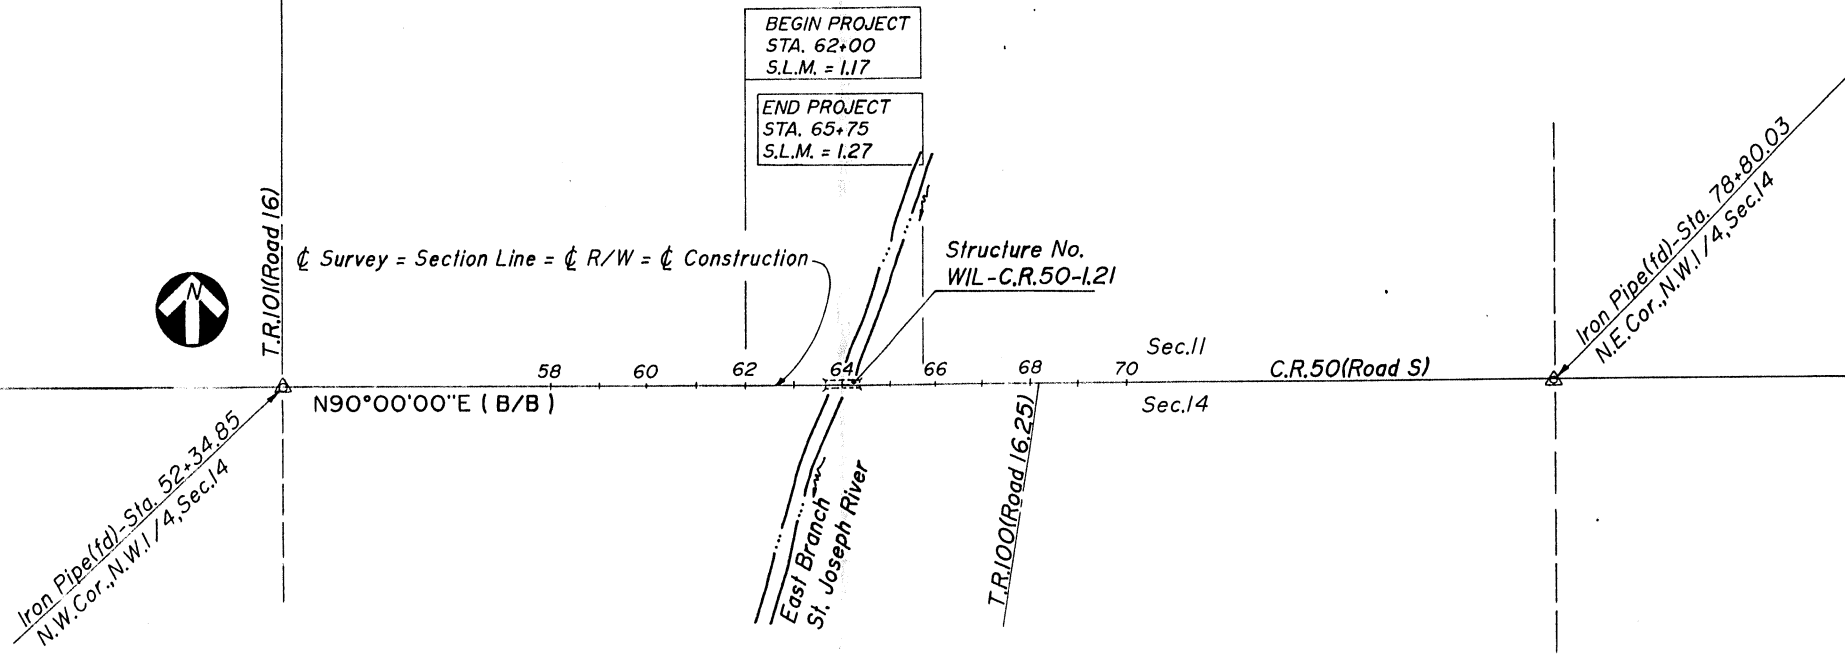 BEGIN PROJECT
STA. 62+00
S.L.M. = 1.17
END PROJECT
STA. 65+75
S.L.M. = 1.27
T.R.101(Road 16)
℄ Survey = Section Line = ℄ R/W = ℄ Construction
Structure No.
WIL-C.R.50-1.21
Iron Pipe(fd)-Sta. 78+80.03
N.E. Cor.,N.W.1/4,Sec.14
N
58
60
62
64
66
68
70
Sec.11
C.R.50(Road S)
N90°00'00"E ( B/B )
Sec.14
Iron Pipe(fd)-Sta. 52+34.85
N.W.Cor.,N.W.1/4,Sec.14
East Branch
St. Joseph River
T.R.100(Road 16.25)